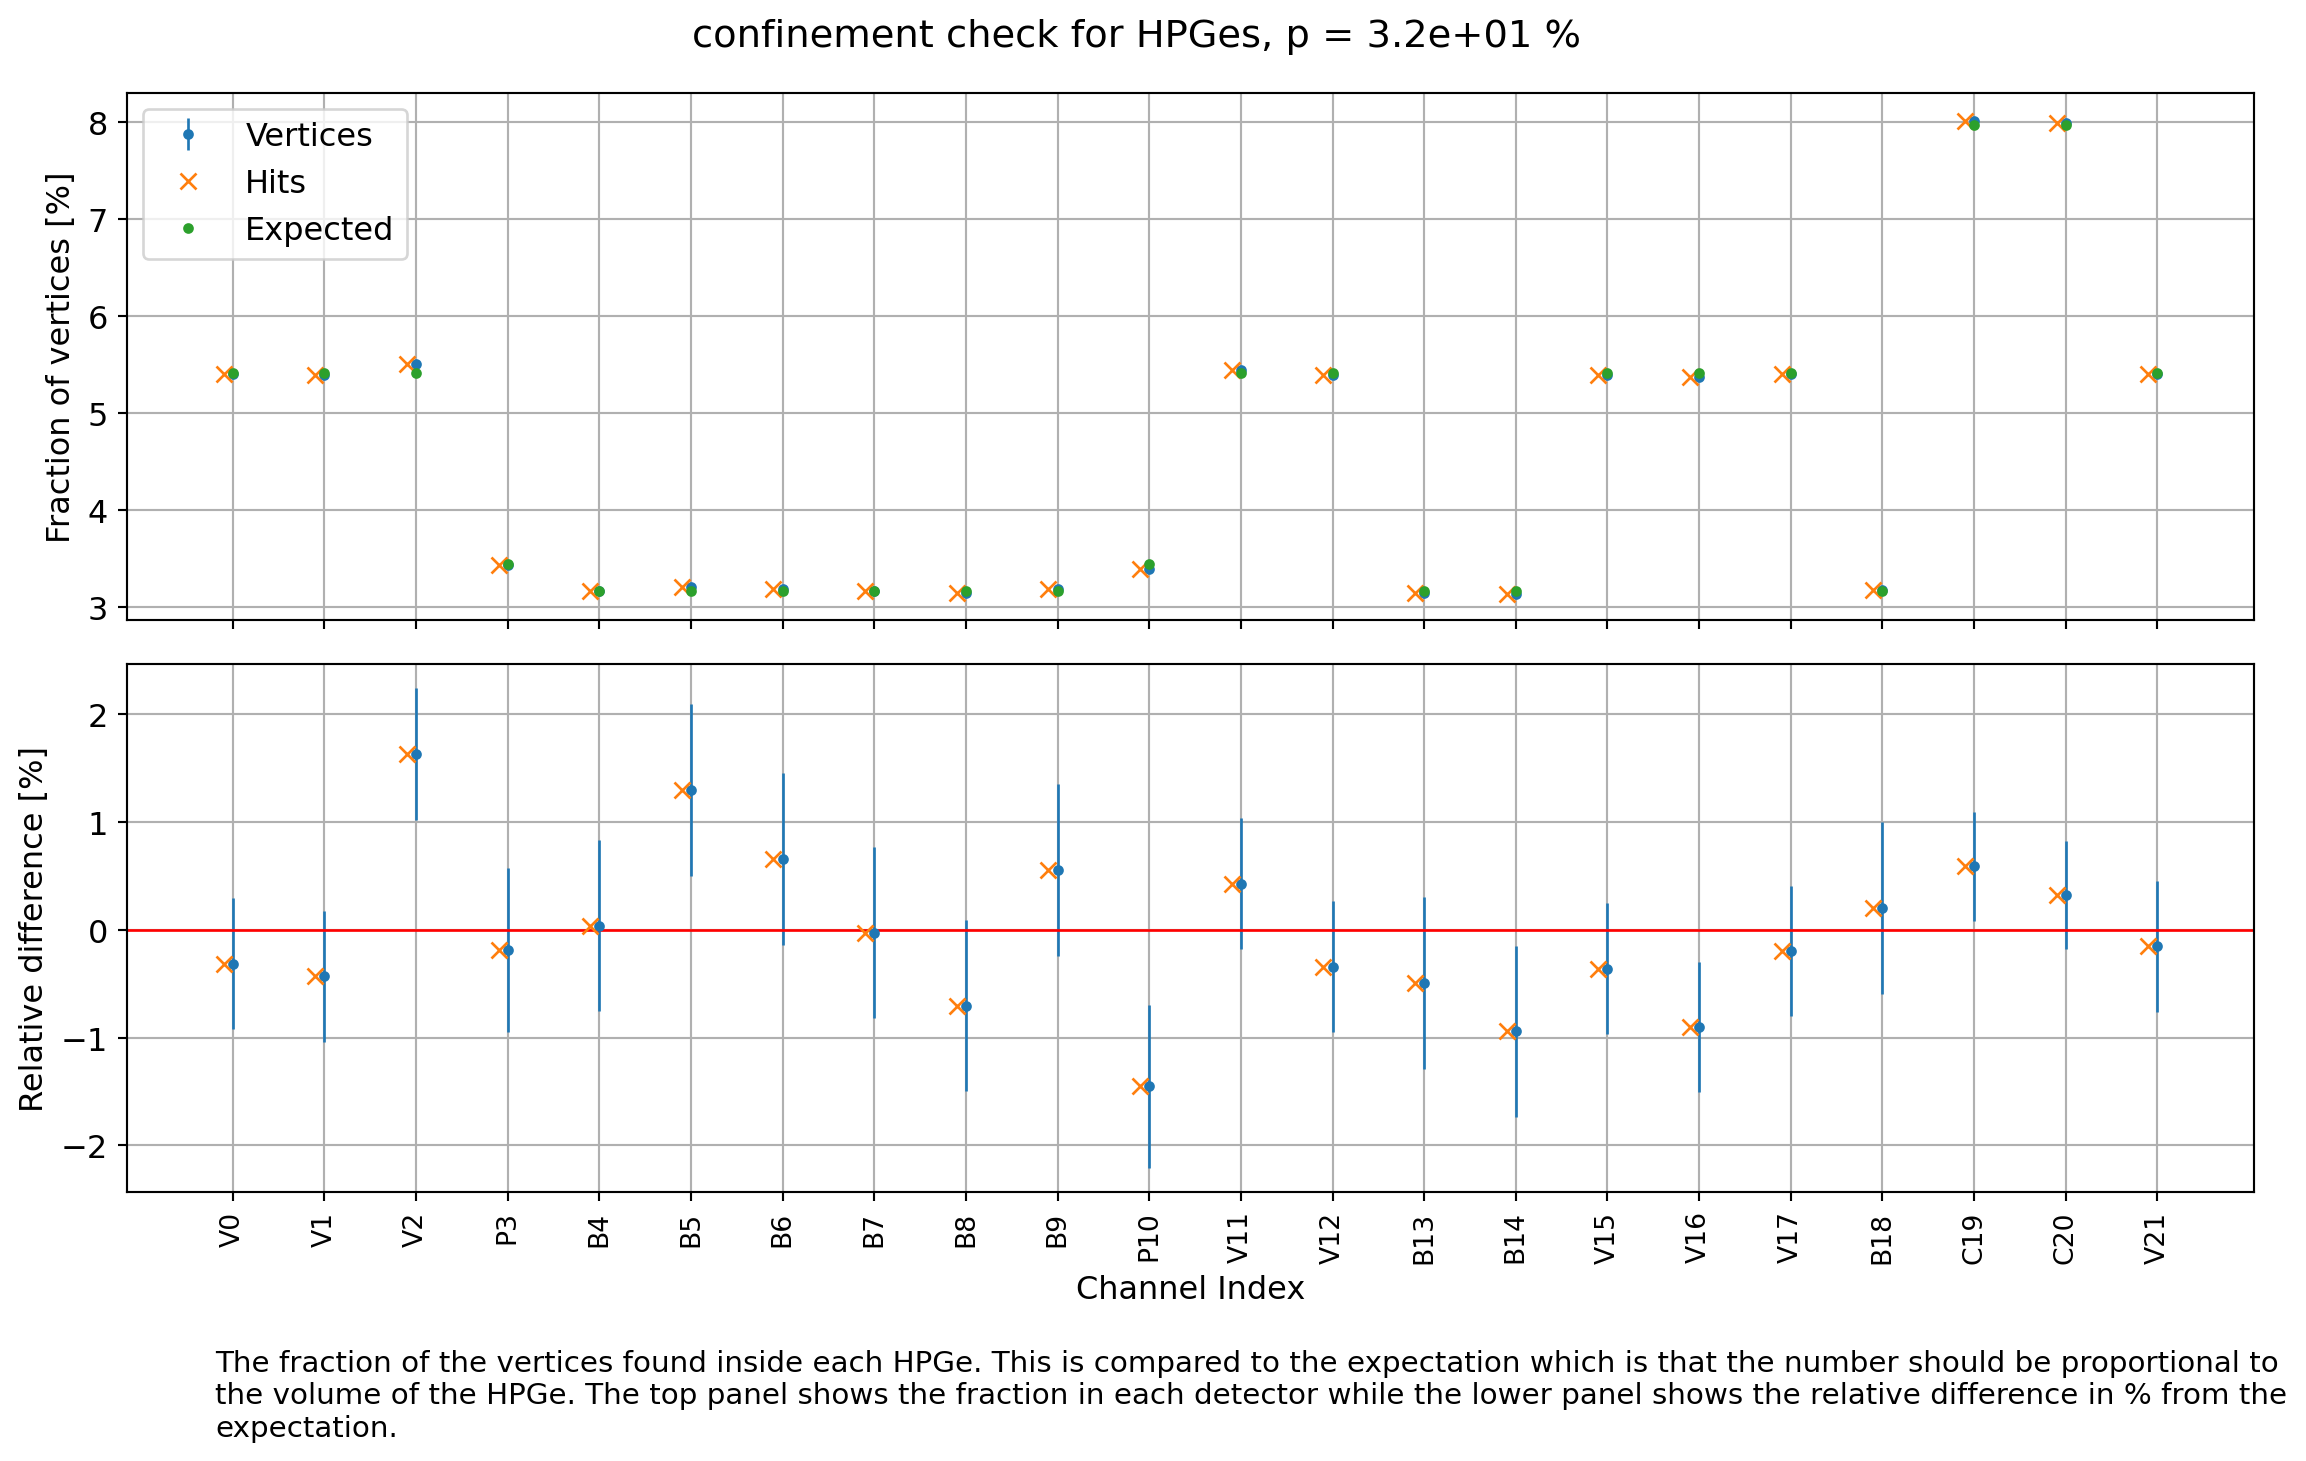 confinement check for HPGes, p = 3.2e+01 %
Fraction of vertices [%]
8
7
6
5
4
3
Vertices
Hits
Expected
Relative difference [%]
2
1
0
−1
−2
V0 V1 V2 P3 B4 B5 B6 B7 B8 B9 P10 V11 V12 B13 B14 V15 V16 V17 B18 C19 C20 V21
Channel Index
The fraction of the vertices found inside each HPGe. This is compared to the expectation which is that the number should be proportional to
the volume of the HPGe. The top panel shows the fraction in each detector while the lower panel shows the relative difference in % from the
expectation.